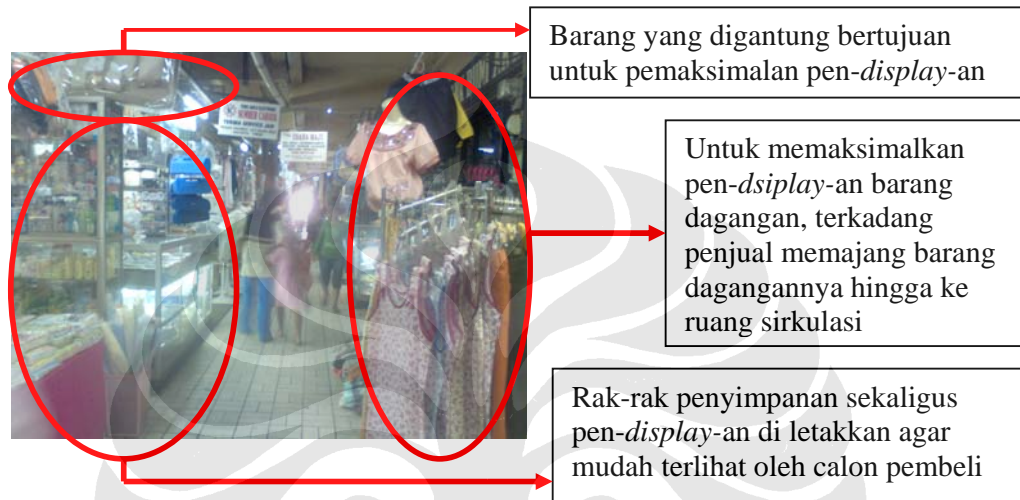 Barang yang digantung bertujuan
untuk pemaksimalan pen-display-an
SUMBER CAHAYA
Untuk memaksimalkan
pen-dsiplay-an barang
dagangan, terkadang
penjual memajang barang
dagangannya hingga ke
ruang sirkulasi
Rak-rak penyimpanan sekaligus
pen-display-an di letakkan agar
mudah terlihat oleh calon pembeli